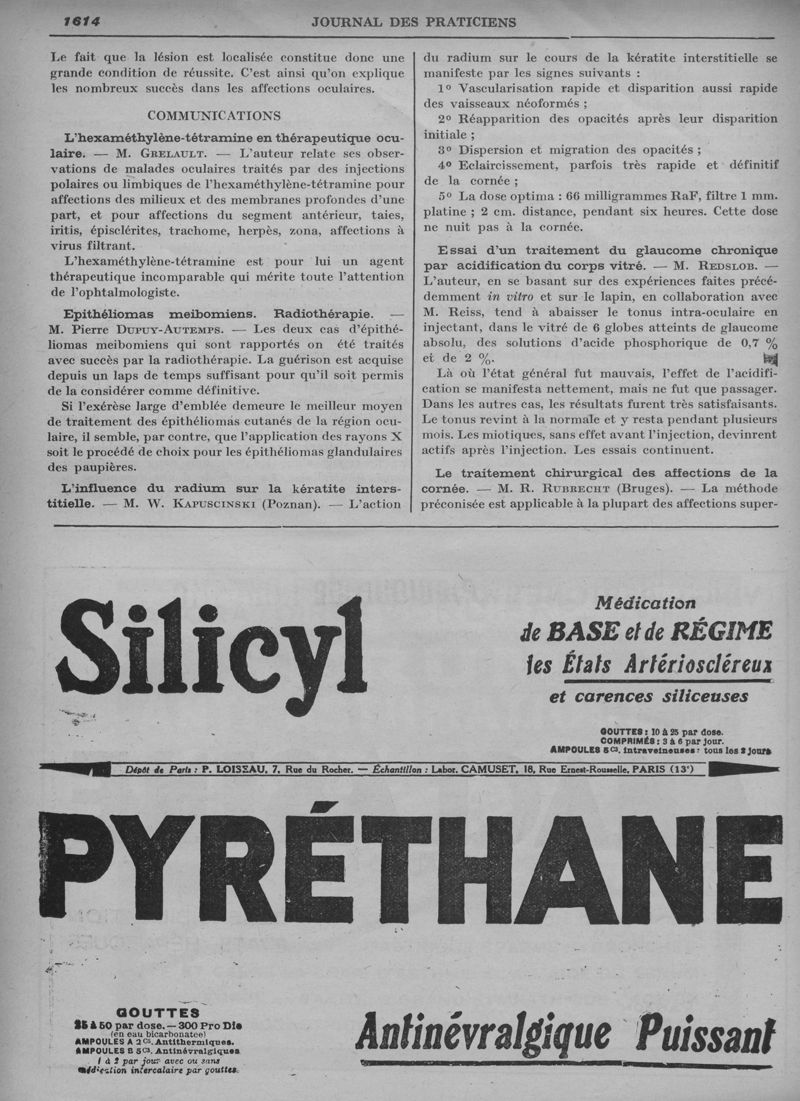 1614
JOURNAL DES PRATICIENS
Le fait que la lésion est localisée constitue donc une
grande condition de réussite. C'est ainsi qu'on explique
les nombreux succès dans les affections oculaires.
COMMUNICATIONS
L'hexaméthylène-tétramine en thérapeutique ocu-
laire. — M. GRELAULT. — L'auteur relate ses obser-
vations de malades oculaires traités par des injections
polaires ou limbiques de l'hexaméthylène-tétramine pour
affections des milieux et des membranes profondes d'une
part, et pour affections du segment antérieur, taies,
iritis, épisclérites, trachome, herpès, zona, affections à
virus filtrant.
L'hexaméthylène-tétramine est pour lui un agent
thérapeutique incomparable qui mérite toute l'attention
de l'ophtalmologiste.
Epithéliomas meibomiens. Radiothérapie. —
M. Pierre DUPUY-AUTEMPS. — Les deux cas d'épithé-
liomas meibomiens qui sont rapportés on été traités
avec succès par la radiothérapie. La guérison est acquise
depuis un laps de temps suffisant pour qu'il soit permis
de la considérer comme définitive.
Si l'exérèse large d'emblée demeure le meilleur moyen
de traitement des épithéliomas cutanés de la région ocu-
laire, il semble, par contre, que l'application des rayons X
soit le procédé de choix pour les épithéliomas glandulaires
des paupières.
L'influence du radium sur la kératite inters-
titielle. — M. W. KAPUSCINSKI (Poznan). — L'action
du radium sur le cours de la kératite interstitielle se
manifeste par les signes suivants :
1° Vascularisation rapide et disparition aussi rapide
des vaisseaux néoformés ;
2° Réapparition des opacités après leur disparition
initiale ;
3° Dispersion et migration des opacités ;
4° Eclaircissement, parfois très rapide et définitif
de la cornée ;
5° La dose optima : 66 milligrammes RaF, filtre 1 mm.
platine ; 2 cm. distance, pendant six heures. Cette dose
ne nuit pas à la cornée.
Essai d'un traitement du glaucome chronique
par acidification du corps vitré. — M. REDSLOB. —
L'auteur, en se basant sur des expériences faites précé-
demment in vitro et sur le lapin, en collaboration avec
M. Reiss, tend à abaisser le tonus intra-oculaire en
injectant, dans le vitré de 6 globes atteints de glaucome
absolu, des solutions d'acide phosphorique de 0,7 %
et de 2 %.
Là où l'état général fut mauvais, l'effet de l'acidifi-
cation se manifesta nettement, mais ne fut que passager.
Dans les autres cas, les résultats furent très satisfaisants.
Le tonus revint à la normale et y resta pendant plusieurs
mois. Les miotiques, sans effet avant l'injection, devinrent
actifs après l'injection. Les essais continuent.
Le traitement chirurgical des affections de la
cornée. — M. R. RUBRECHT (Bruges). — La méthode
préconisée est applicable à la plupart des affections super-
Silicyl
Médication
de BASE et de RÉGIME
des États Artérioscléreux
et carences siliceuses
GOUTTES : 10 à 25 par dose.
COMPRIMÉS : 3 à 6 par jour.
AMPOULES 5 cs. intraveineuses : tous les 2 jours
Dépôt de Paris : P. LOISEAU, 7, Rue du Rocher. — Échantillon : Labor. CAMUSET, 18, Rue Ernest-Rousselle, PARIS (13e)
PYRÉTHANE
GOUTTES
25 à 50 par dose. — 300 Pro Die
(en eau bicarbonatée)
AMPOULES A 2 cs. Antithermiques.
AMPOULES B 5 cs. Antinévralgiques.
1 à 2 par jour avec ou sans
médication intercalaire par gouttes.
Antinévralgique Puissant